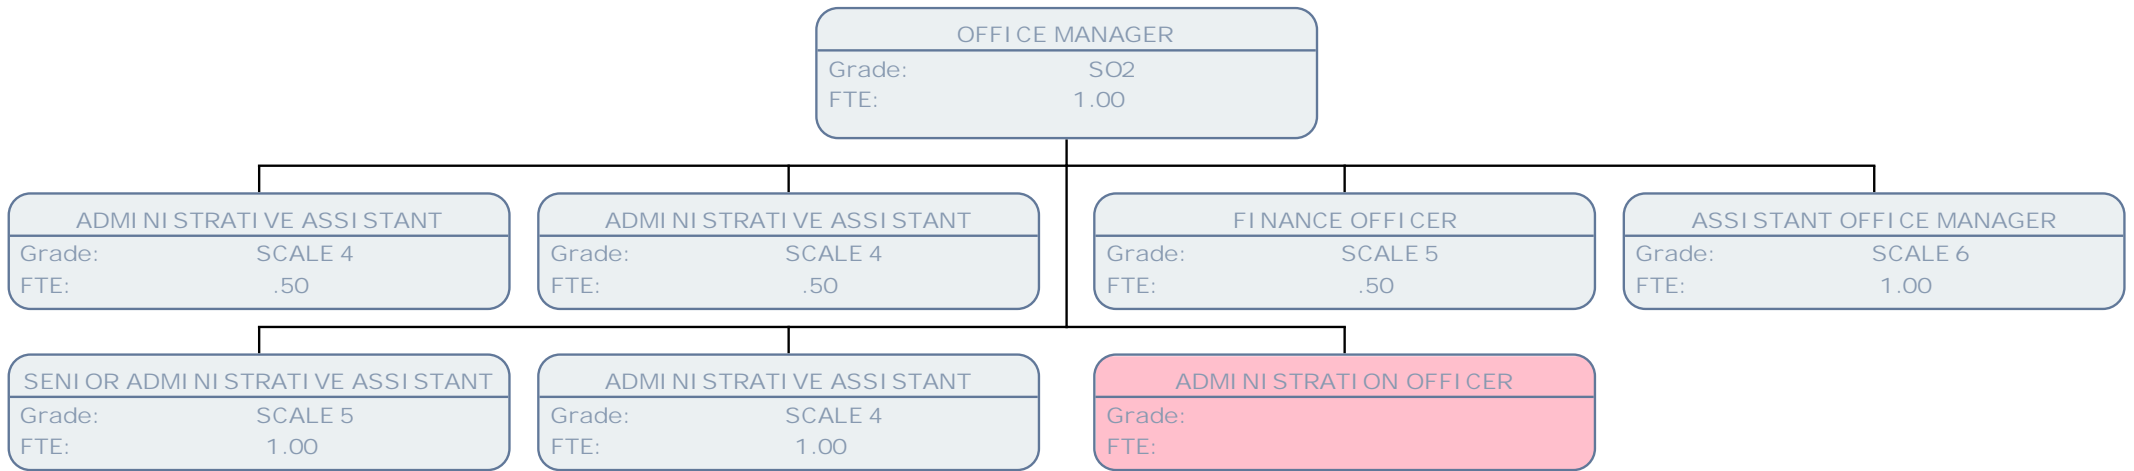 OFFICE MANAGER
Grade: SO2
FTE: 1.00
ADMINISTRATIVE ASSISTANT
Grade: SCALE 4
FTE: .50
ADMINISTRATIVE ASSISTANT
Grade: SCALE 4
FTE: .50
FINANCE OFFICER
Grade: SCALE 5
FTE: .50
ASSISTANT OFFICE MANAGER
Grade: SCALE 6
FTE: 1.00
SENIOR ADMINISTRATIVE ASSISTANT
Grade: SCALE 5
FTE: 1.00
ADMINISTRATIVE ASSISTANT
Grade: SCALE 4
FTE: 1.00
ADMINISTRATION OFFICER
Grade:
FTE: